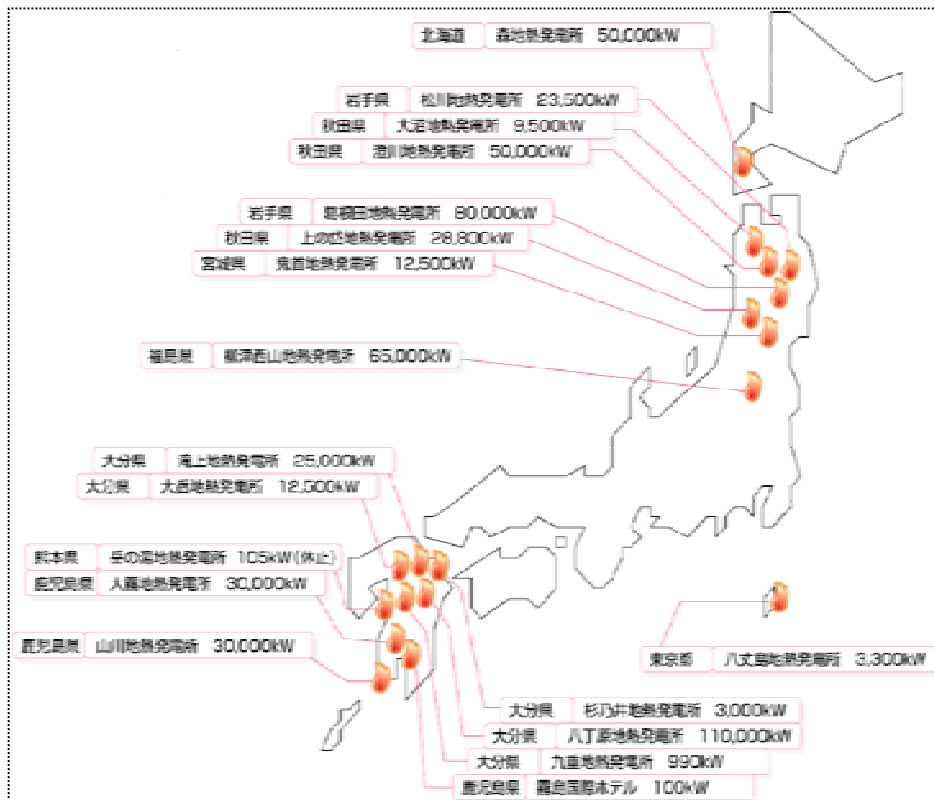 北海道 森地熱発電所 50,000kW
岩手県 松川地熱発電所 23,500kW
秋田県 大沼地熱発電所 9,500kW
秋田県 澄川地熱発電所 50,000kW
岩手県 葛根田地熱発電所 80,000kW
秋田県 上の岱地熱発電所 28,800kW
宮城県 鬼首地熱発電所 12,500kW
福島県 柳津西山地熱発電所 65,000kW
大分県 滝上地熱発電所 25,000kW
大分県 大岳地熱発電所 12,500kW
熊本県 岳の湯地熱発電所 105kW(休止)
鹿児島県 大霧地熱発電所 30,000kW
鹿児島県 山川地熱発電所 30,000kW
東京都 八丈島地熱発電所 3,300kW
大分県 杉乃井地熱発電所 3,000kW
大分県 八丁原地熱発電所 110,000kW
大分県 九重地熱発電所 990kW
鹿児島県 霧島国際ホテル 100kW